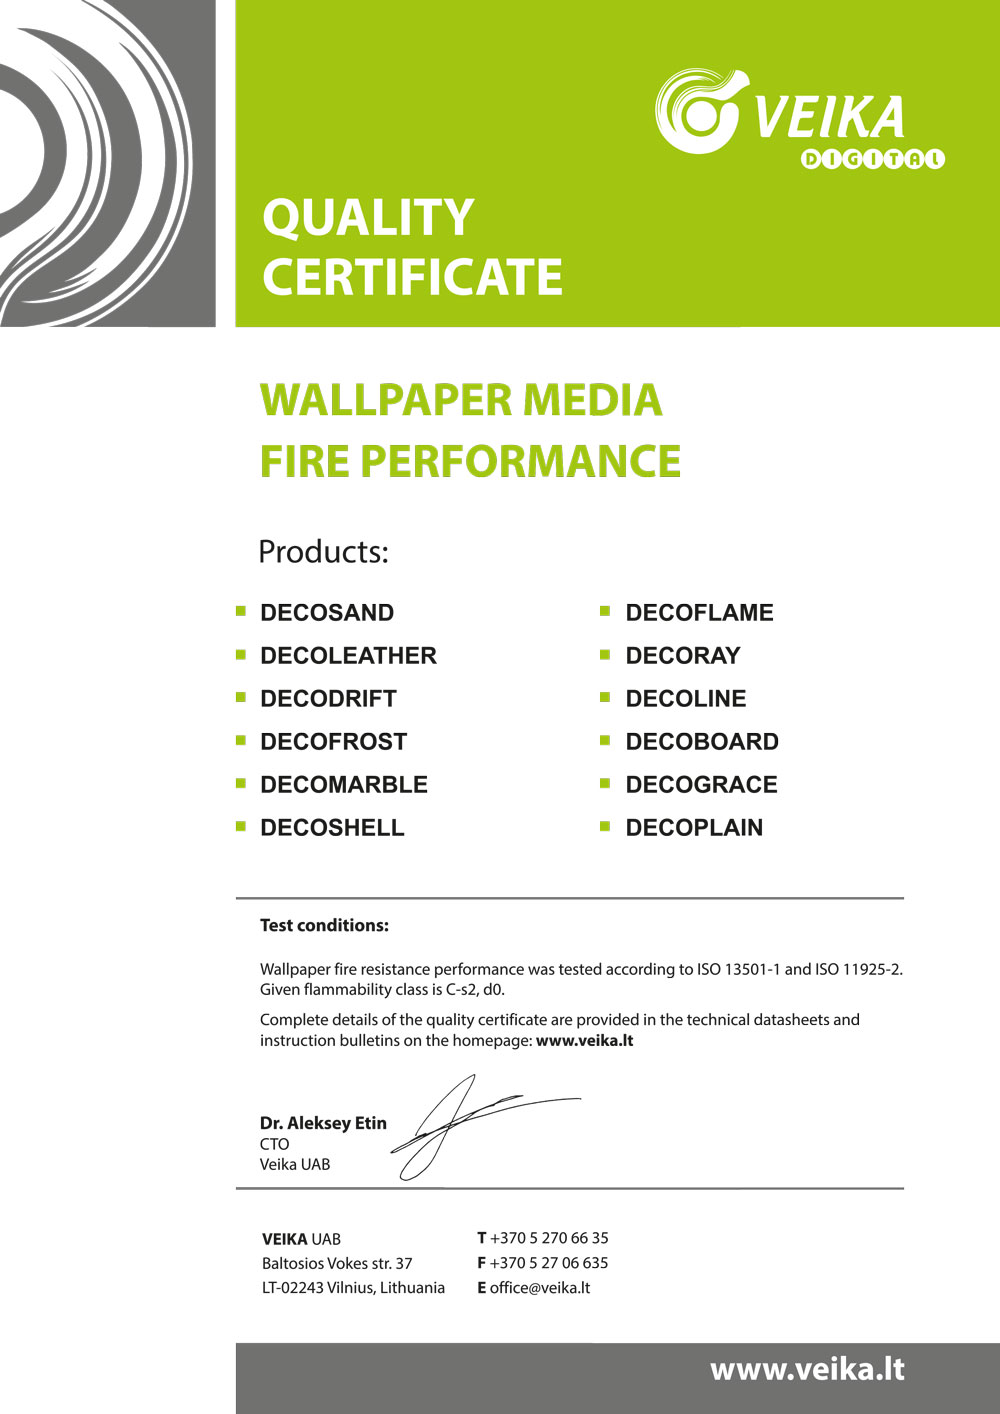 VEIKA
DIGITAL
QUALITY
CERTIFICATE
WALLPAPER MEDIA
FIRE PERFORMANCE
Products:
DECOSAND
DECOLEATHER
DECODRIFT
DECOFROST
DECOMARBLE
DECOSHELL
DECOFLAME
DECORAY
DECOLINE
DECOBOARD
DECOGRACE
DECOPLAIN
Test conditions:
Wallpaper fire resistance performance was tested according to ISO 13501-1 and ISO 11925-2.
Given flammability class is C-s2, d0.
Complete details of the quality certificate are provided in the technical datasheets and
instruction bulletins on the homepage: www.veika.lt
Dr. Aleksey Etin
CTO
Veika UAB
VEIKA UAB
Baltosios Vokes str. 37
LT-02243 Vilnius, Lithuania
T +370 5 270 66 35
F +370 5 27 06 635
E office@veika.lt
www.veika.lt